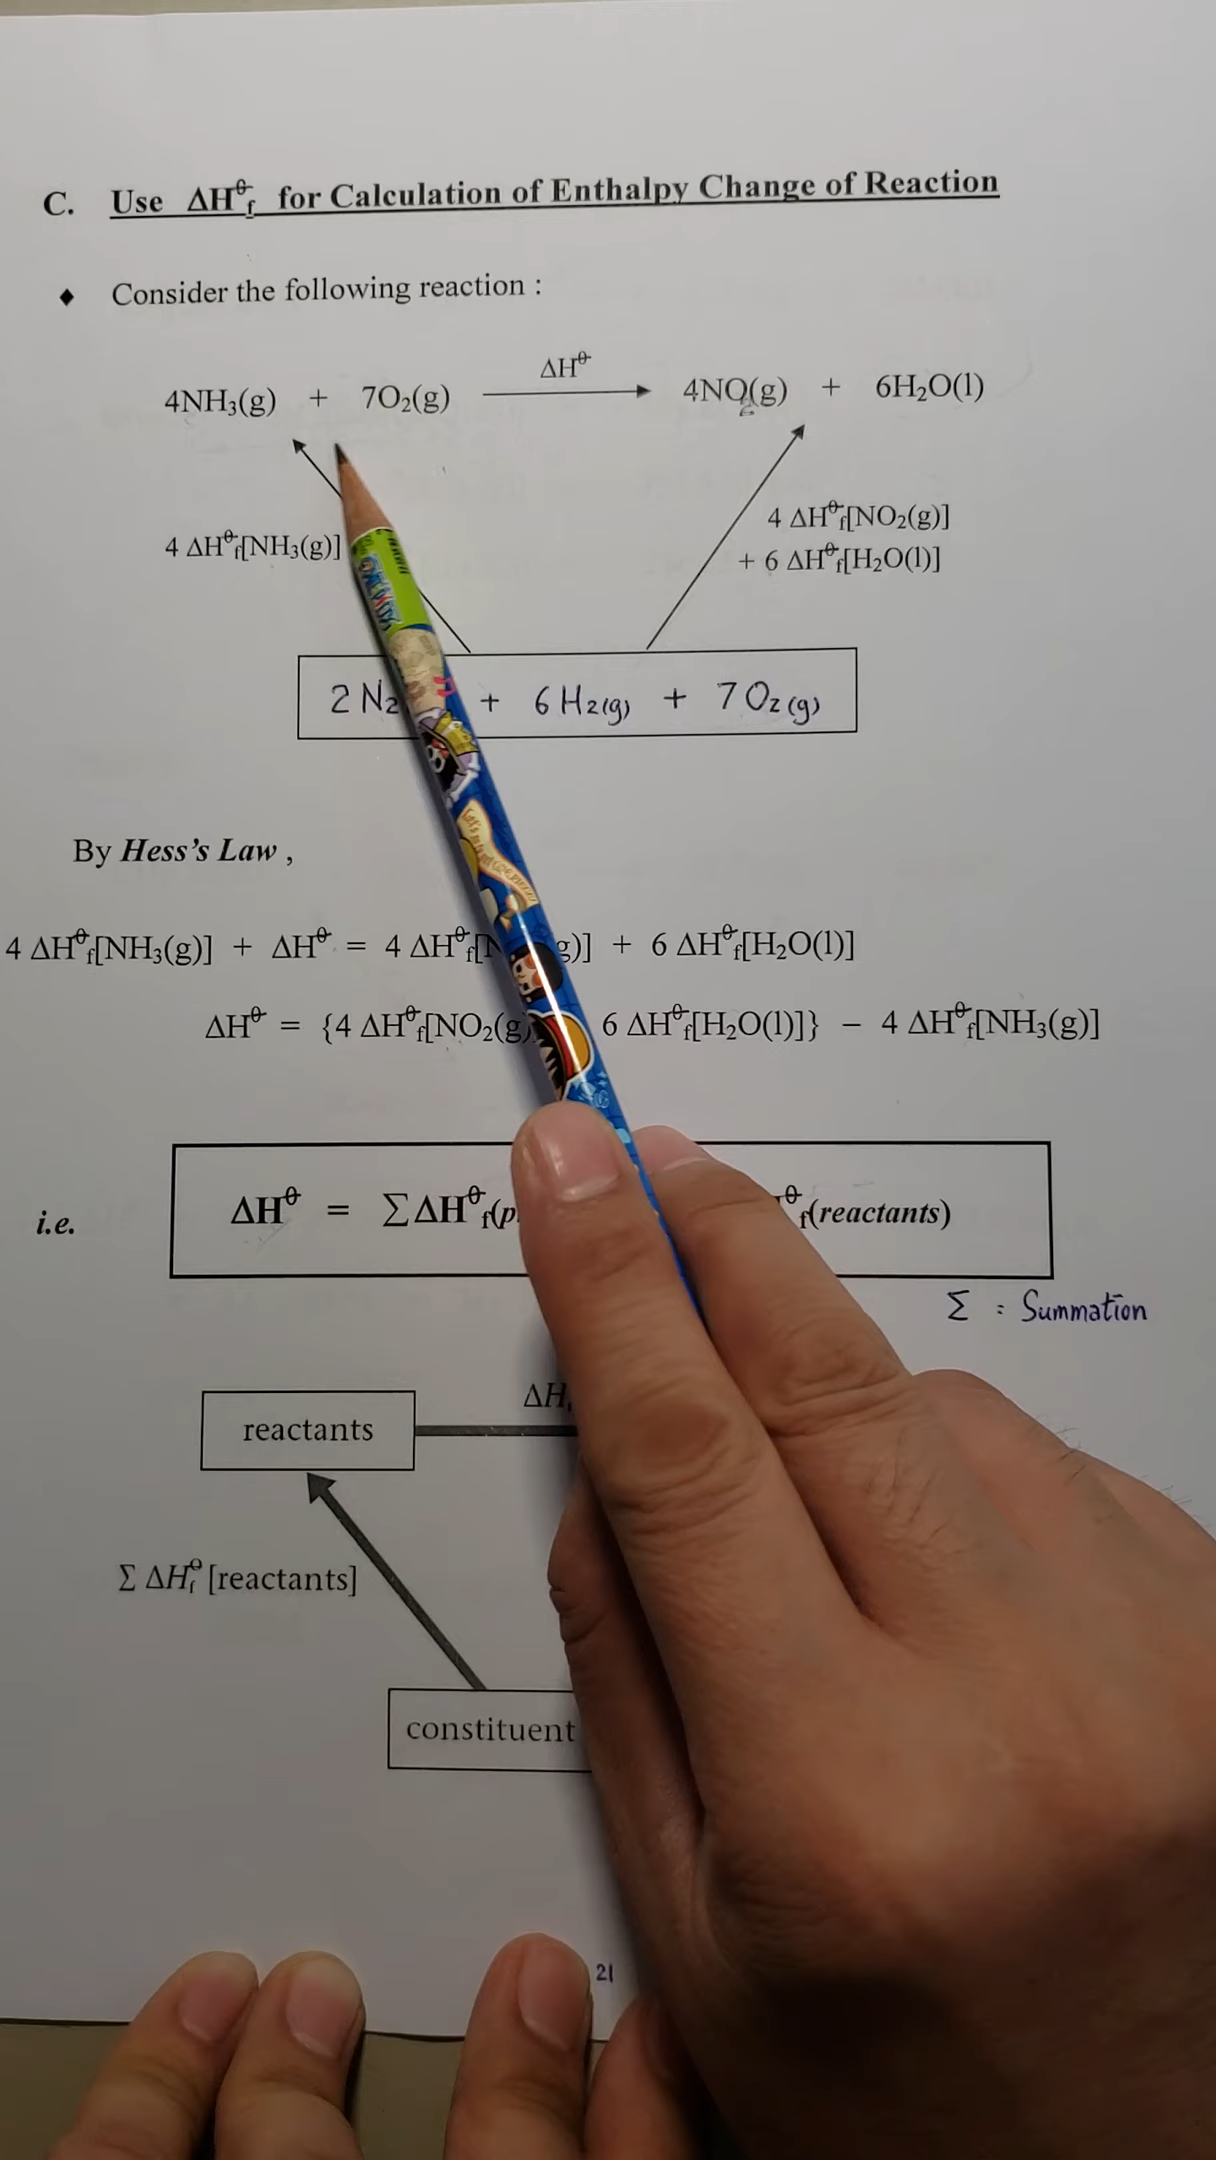 C. Use ΔH⦵f for Calculation of Enthalpy Change of Reaction
♦ Consider the following reaction :
ΔH⦵
4NH₃(g) + 7O₂(g) → 4NO(g) + 6H₂O(l)
2
4 ΔH⦵f[NH₃(g)]
4 ΔH⦵f[NO₂(g)]
+ 6 ΔH⦵f[H₂O(l)]
2 N₂ + 6 H₂(g) + 7 O₂(g)
By Hess's Law ,
4 ΔH⦵f[NH₃(g)] + ΔH⦵ = 4 ΔH⦵f[N g)] + 6 ΔH⦵f[H₂O(l)]
ΔH⦵ = {4 ΔH⦵f[NO₂(g) 6 ΔH⦵f[H₂O(l)]} − 4 ΔH⦵f[NH₃(g)]
i.e. ΔH⦵ = ∑ΔH⦵f(p ⦵f(reactants)
Σ : Summation
ΔH
reactants
∑ ΔH⦵f [reactants]
constituent
21